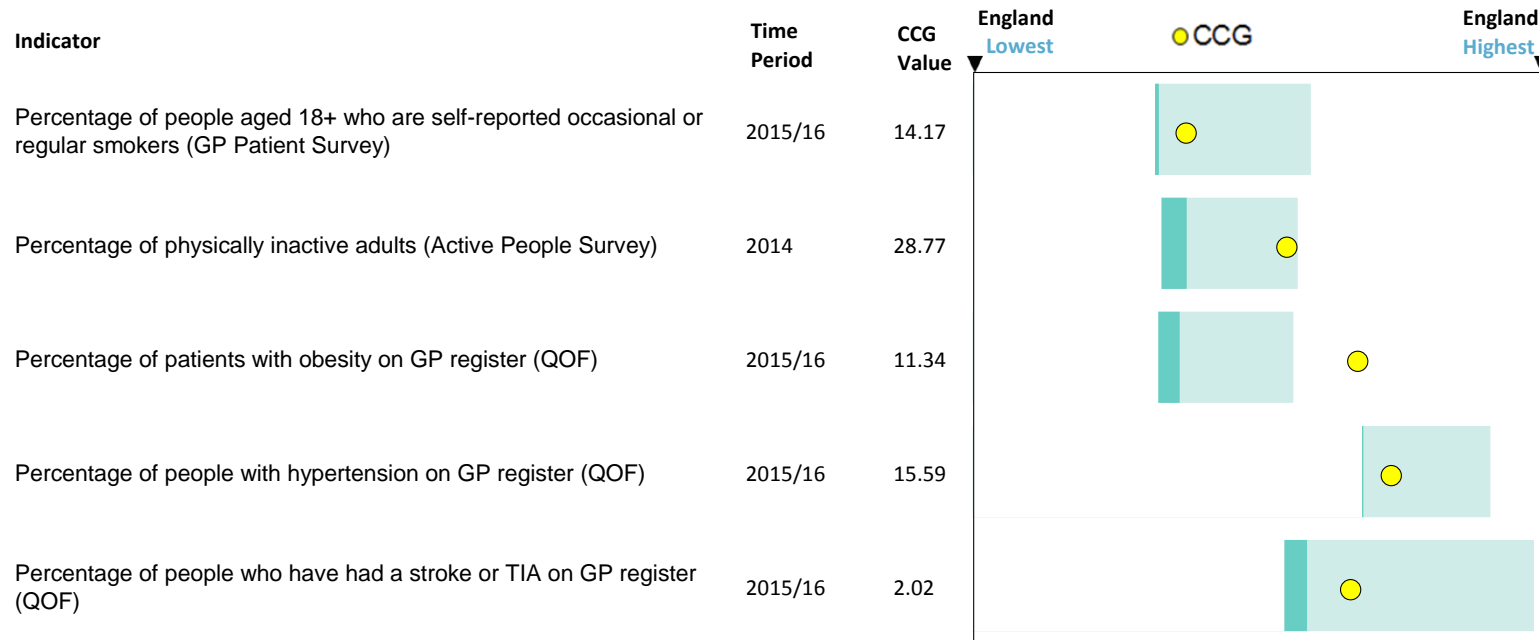 Indicator
Time Period
CCG Value
England Lowest
CCG
England Highest
Percentage of people aged 18+ who are self-reported occasional or
regular smokers (GP Patient Survey)
2015/16
14.17
Percentage of physically inactive adults (Active People Survey)
2014
28.77
Percentage of patients with obesity on GP register (QOF)
2015/16
11.34
Percentage of people with hypertension on GP register (QOF)
2015/16
15.59
Percentage of people who have had a stroke or TIA on GP register
(QOF)
2015/16
2.02